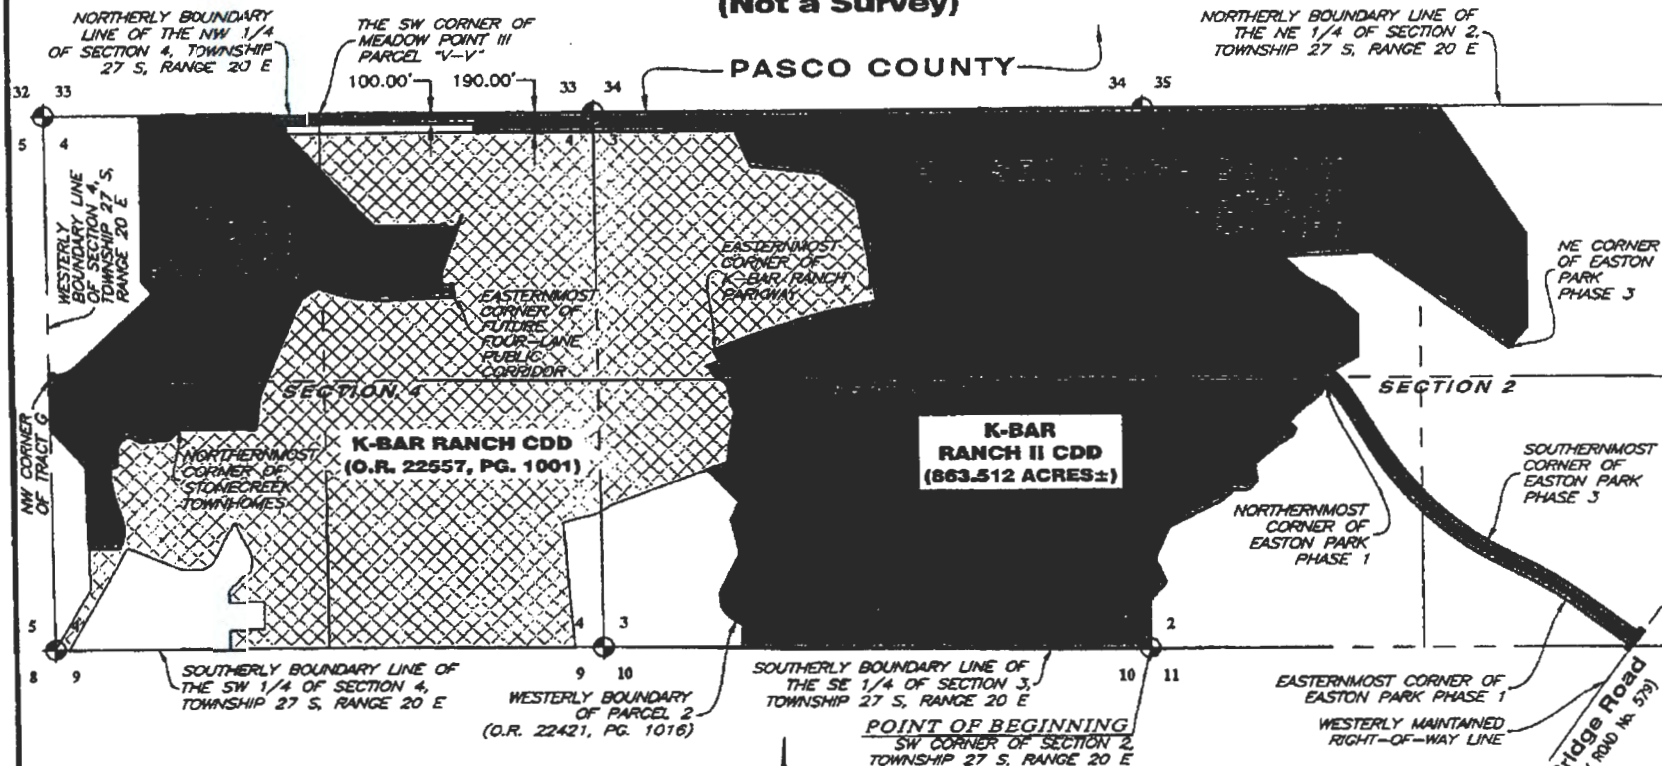 (Not a Survey)
NORTHERLY BOUNDARY
LINE OF THE NW 1/4
OF SECTION 4, TOWNSHIP
27 S, RANGE 20 E
THE SW CORNER OF
MEADOW POINT III
PARCEL "V-V"
100.00'
190.00'
PASCO COUNTY
NORTHERLY BOUNDARY LINE OF
THE NE 1/4 OF SECTION 2,
TOWNSHIP 27 S, RANGE 20 E
32 33
33 34
34 35
5 4
4 3
WESTERLY
BOUNDARY LINE
OF SECTION 4,
TOWNSHIP 27 S,
RANGE 20 E
EASTERNMOST
CORNER OF
K-BAR RANCH
PARKWAY
NE CORNER
OF EASTON
PARK
PHASE 3
EASTERNMOST
CORNER OF
FUTURE
FOUR-LANE
PUBLIC
CORRIDOR
SECTION 4
SECTION 2
NW CORNER
OF TRACT G
K-BAR RANCH CDD
(O.R. 22557, PG. 1001)
K-BAR
RANCH II CDD
(863.512 ACRES±)
NORTHERNMOST
CORNER OF
STONECREEK
TOWNHOMES
SOUTHERNMOST
CORNER OF
EASTON PARK
PHASE 3
NORTHERNMOST
CORNER OF
EASTON PARK
PHASE 1
5 4
4 3
2
8 9
9 10
10 11
SOUTHERLY BOUNDARY LINE OF
THE SW 1/4 OF SECTION 4,
TOWNSHIP 27 S, RANGE 20 E
WESTERLY BOUNDARY
OF PARCEL 2
(O.R. 22421, PG. 1016)
SOUTHERLY BOUNDARY LINE OF
THE SE 1/4 OF SECTION 3,
TOWNSHIP 27 S, RANGE 20 E
POINT OF BEGINNING
SW CORNER OF SECTION 2,
TOWNSHIP 27 S, RANGE 20 E
EASTERNMOST CORNER OF
EASTON PARK PHASE 1
WESTERLY MAINTAINED
RIGHT-OF-WAY LINE
ridge Road
ROAD No. 579)